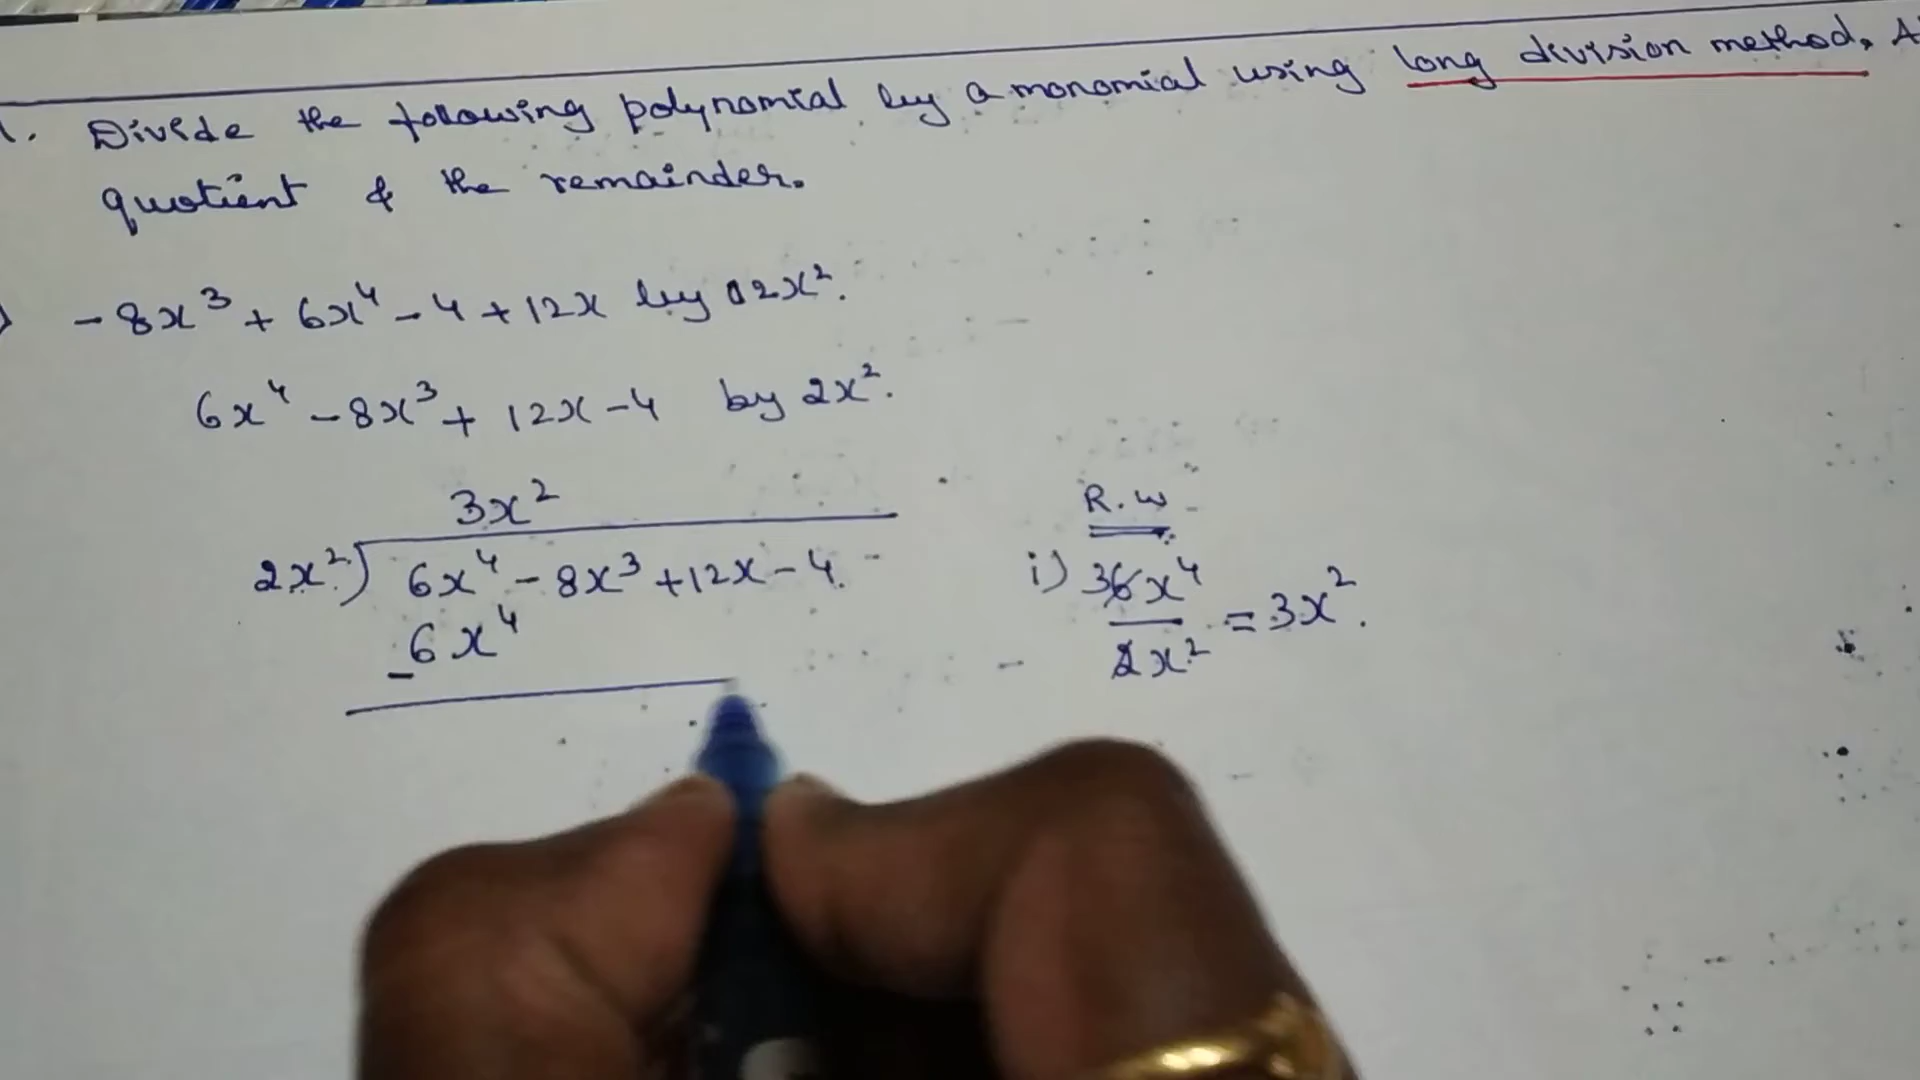 1. Divide the following polynomial by a monomial using long division method. A
quotient & the remainder.
) -8x³ + 6x⁴ - 4 + 12x by 2x².
6x⁴ - 8x³ + 12x - 4 by 2x².
3x²
2x²) 6x⁴ - 8x³ + 12x - 4.
-6x⁴
R.W
i) 36x⁴
= 3x².
2x²